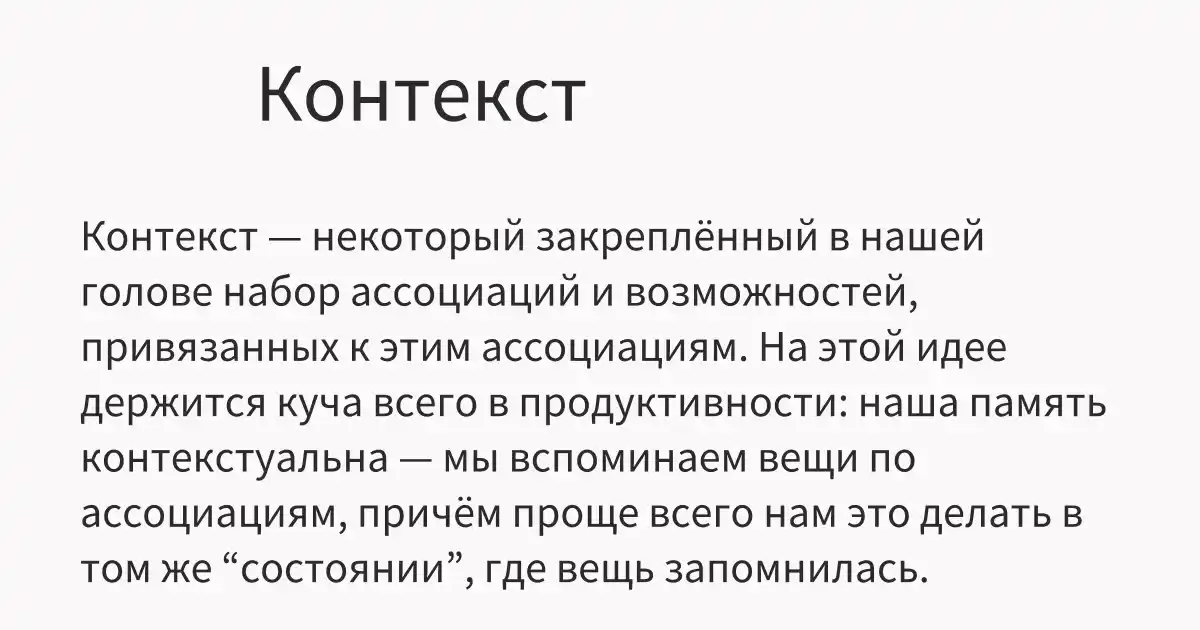 Контекст
Контекст — некоторый закреплённый в нашей
голове набор ассоциаций и возможностей,
привязанных к этим ассоциациям. На этой идее
держится куча всего в продуктивности: наша память
контекстуальна — мы вспоминаем вещи по
ассоциациям, причём проще всего нам это делать в
том же “состоянии”, где вещь запомнилась.